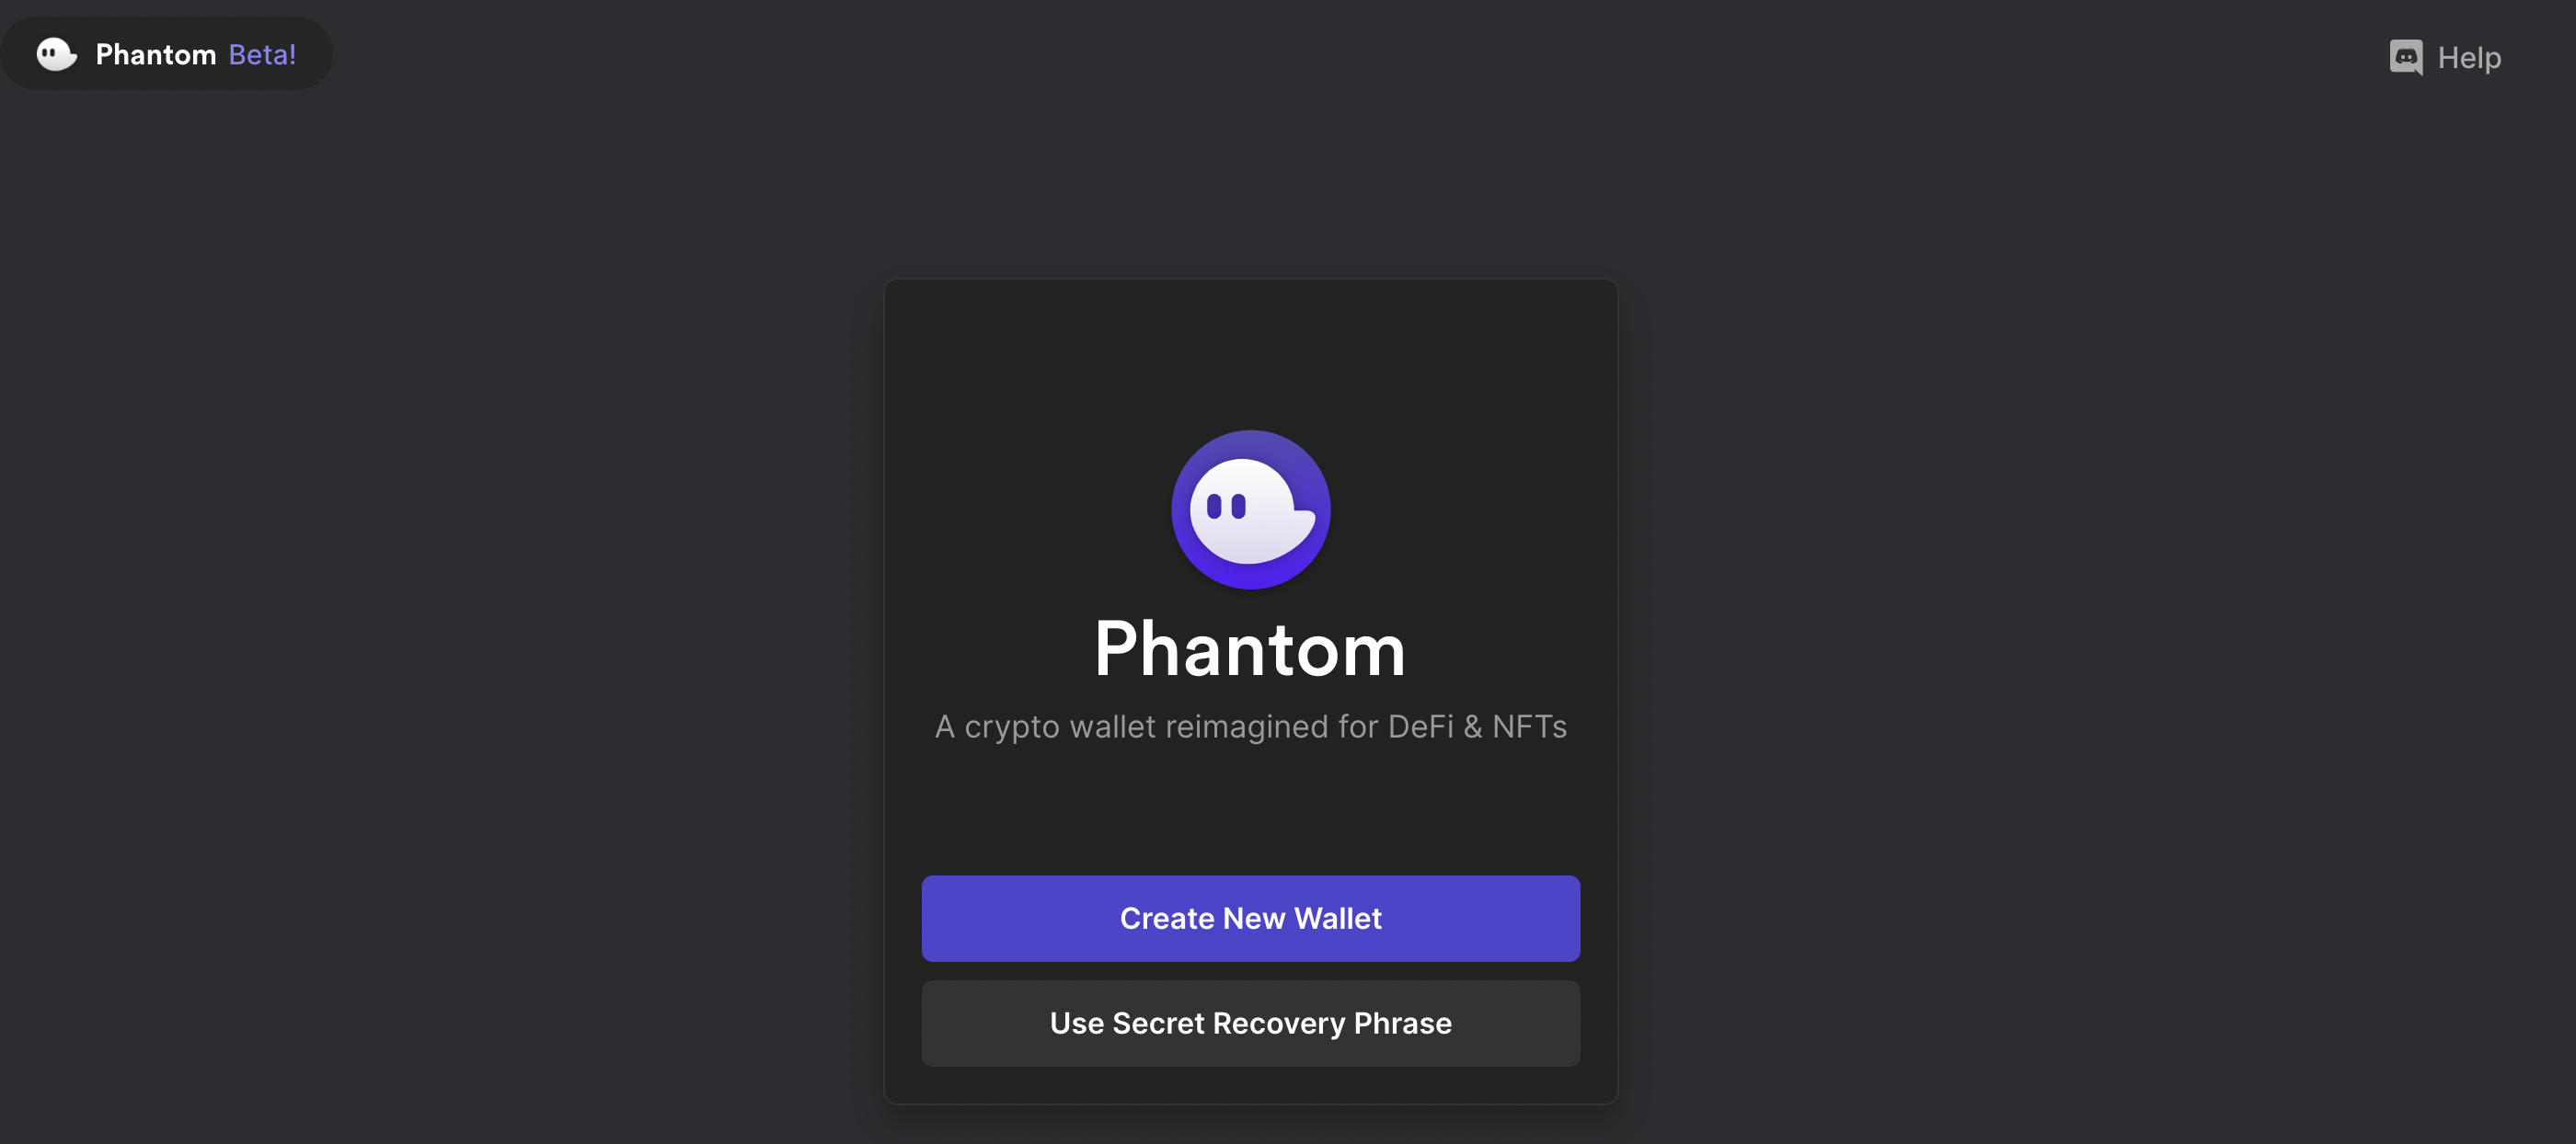 Phantom Beta!
Help
Phantom
A crypto wallet reimagined for DeFi & NFTs
Create New Wallet
Use Secret Recovery Phrase